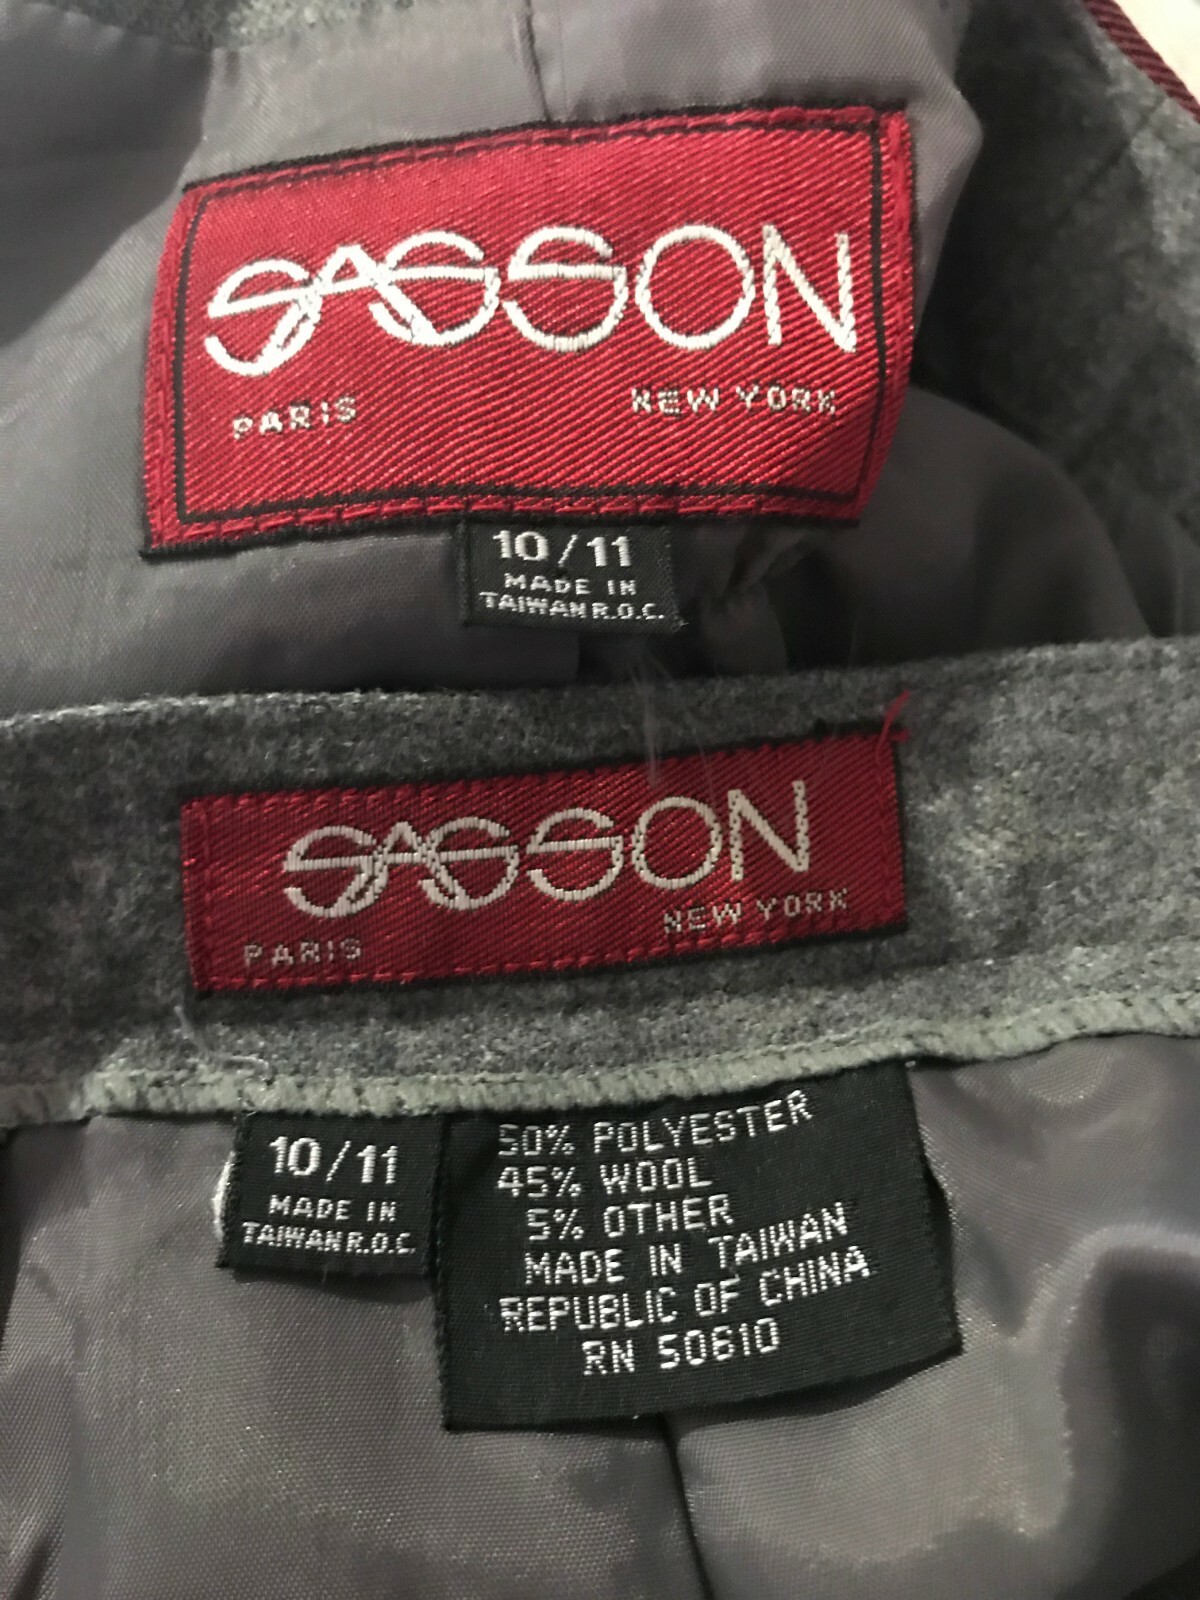 SASSON
PARIS NEW YORK
10/11
MADE IN
TAIWAN R.O.C.
SASSON
PARIS NEW YORK
10/11
MADE IN
TAIWAN R.O.C.
50% POLYESTER
45% WOOL
5% OTHER
MADE IN TAIWAN
REPUBLIC OF CHINA
RN 50610